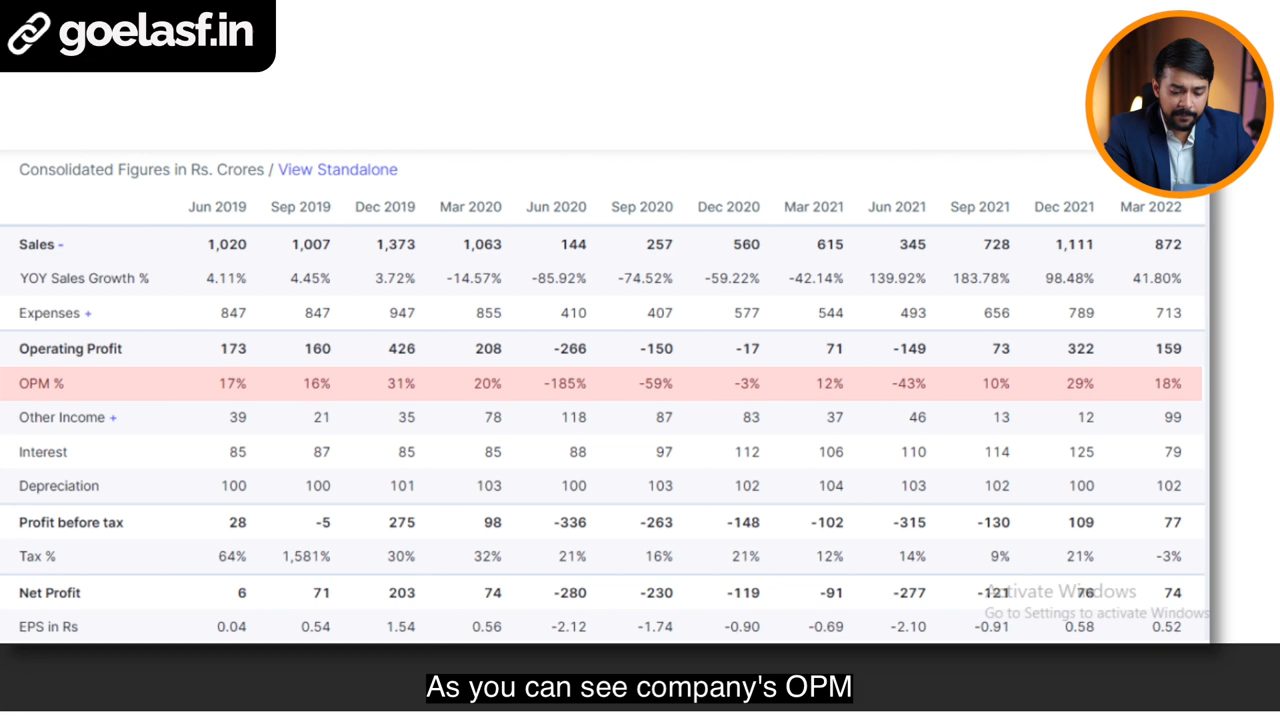 goelasf.in
Consolidated Figures in Rs. Crores / View Standalone
Jun 2019 Sep 2019 Dec 2019 Mar 2020 Jun 2020 Sep 2020 Dec 2020 Mar 2021 Jun 2021 Sep 2021 Dec 2021 Mar 2022
Sales - 1,020 1,007 1,373 1,063 144 257 560 615 345 728 1,111 872
YOY Sales Growth % 4.11% 4.45% 3.72% -14.57% -85.92% -74.52% -59.22% -42.14% 139.92% 183.78% 98.48% 41.80%
Expenses + 847 847 947 855 410 407 577 544 493 656 789 713
Operating Profit 173 160 426 208 -266 -150 -17 71 -149 73 322 159
OPM % 17% 16% 31% 20% -185% -59% -3% 12% -43% 10% 29% 18%
Other Income + 39 21 35 78 118 87 83 37 46 13 12 99
Interest 85 87 85 85 88 97 112 106 110 114 125 79
Depreciation 100 100 101 103 100 103 102 104 103 102 100 102
Profit before tax 28 -5 275 98 -336 -263 -148 -102 -315 -130 109 77
Tax % 64% 1,581% 30% 32% 21% 16% 21% 12% 14% 9% 21% -3%
Net Profit 6 71 203 74 -280 -230 -119 -91 -277 -121 74
Activate Windows
Go to Settings to activate Windows
EPS in Rs 0.04 0.54 1.54 0.56 -2.12 -1.74 -0.90 -0.69 -2.10 -0.91 0.58 0.52
As you can see company's OPM